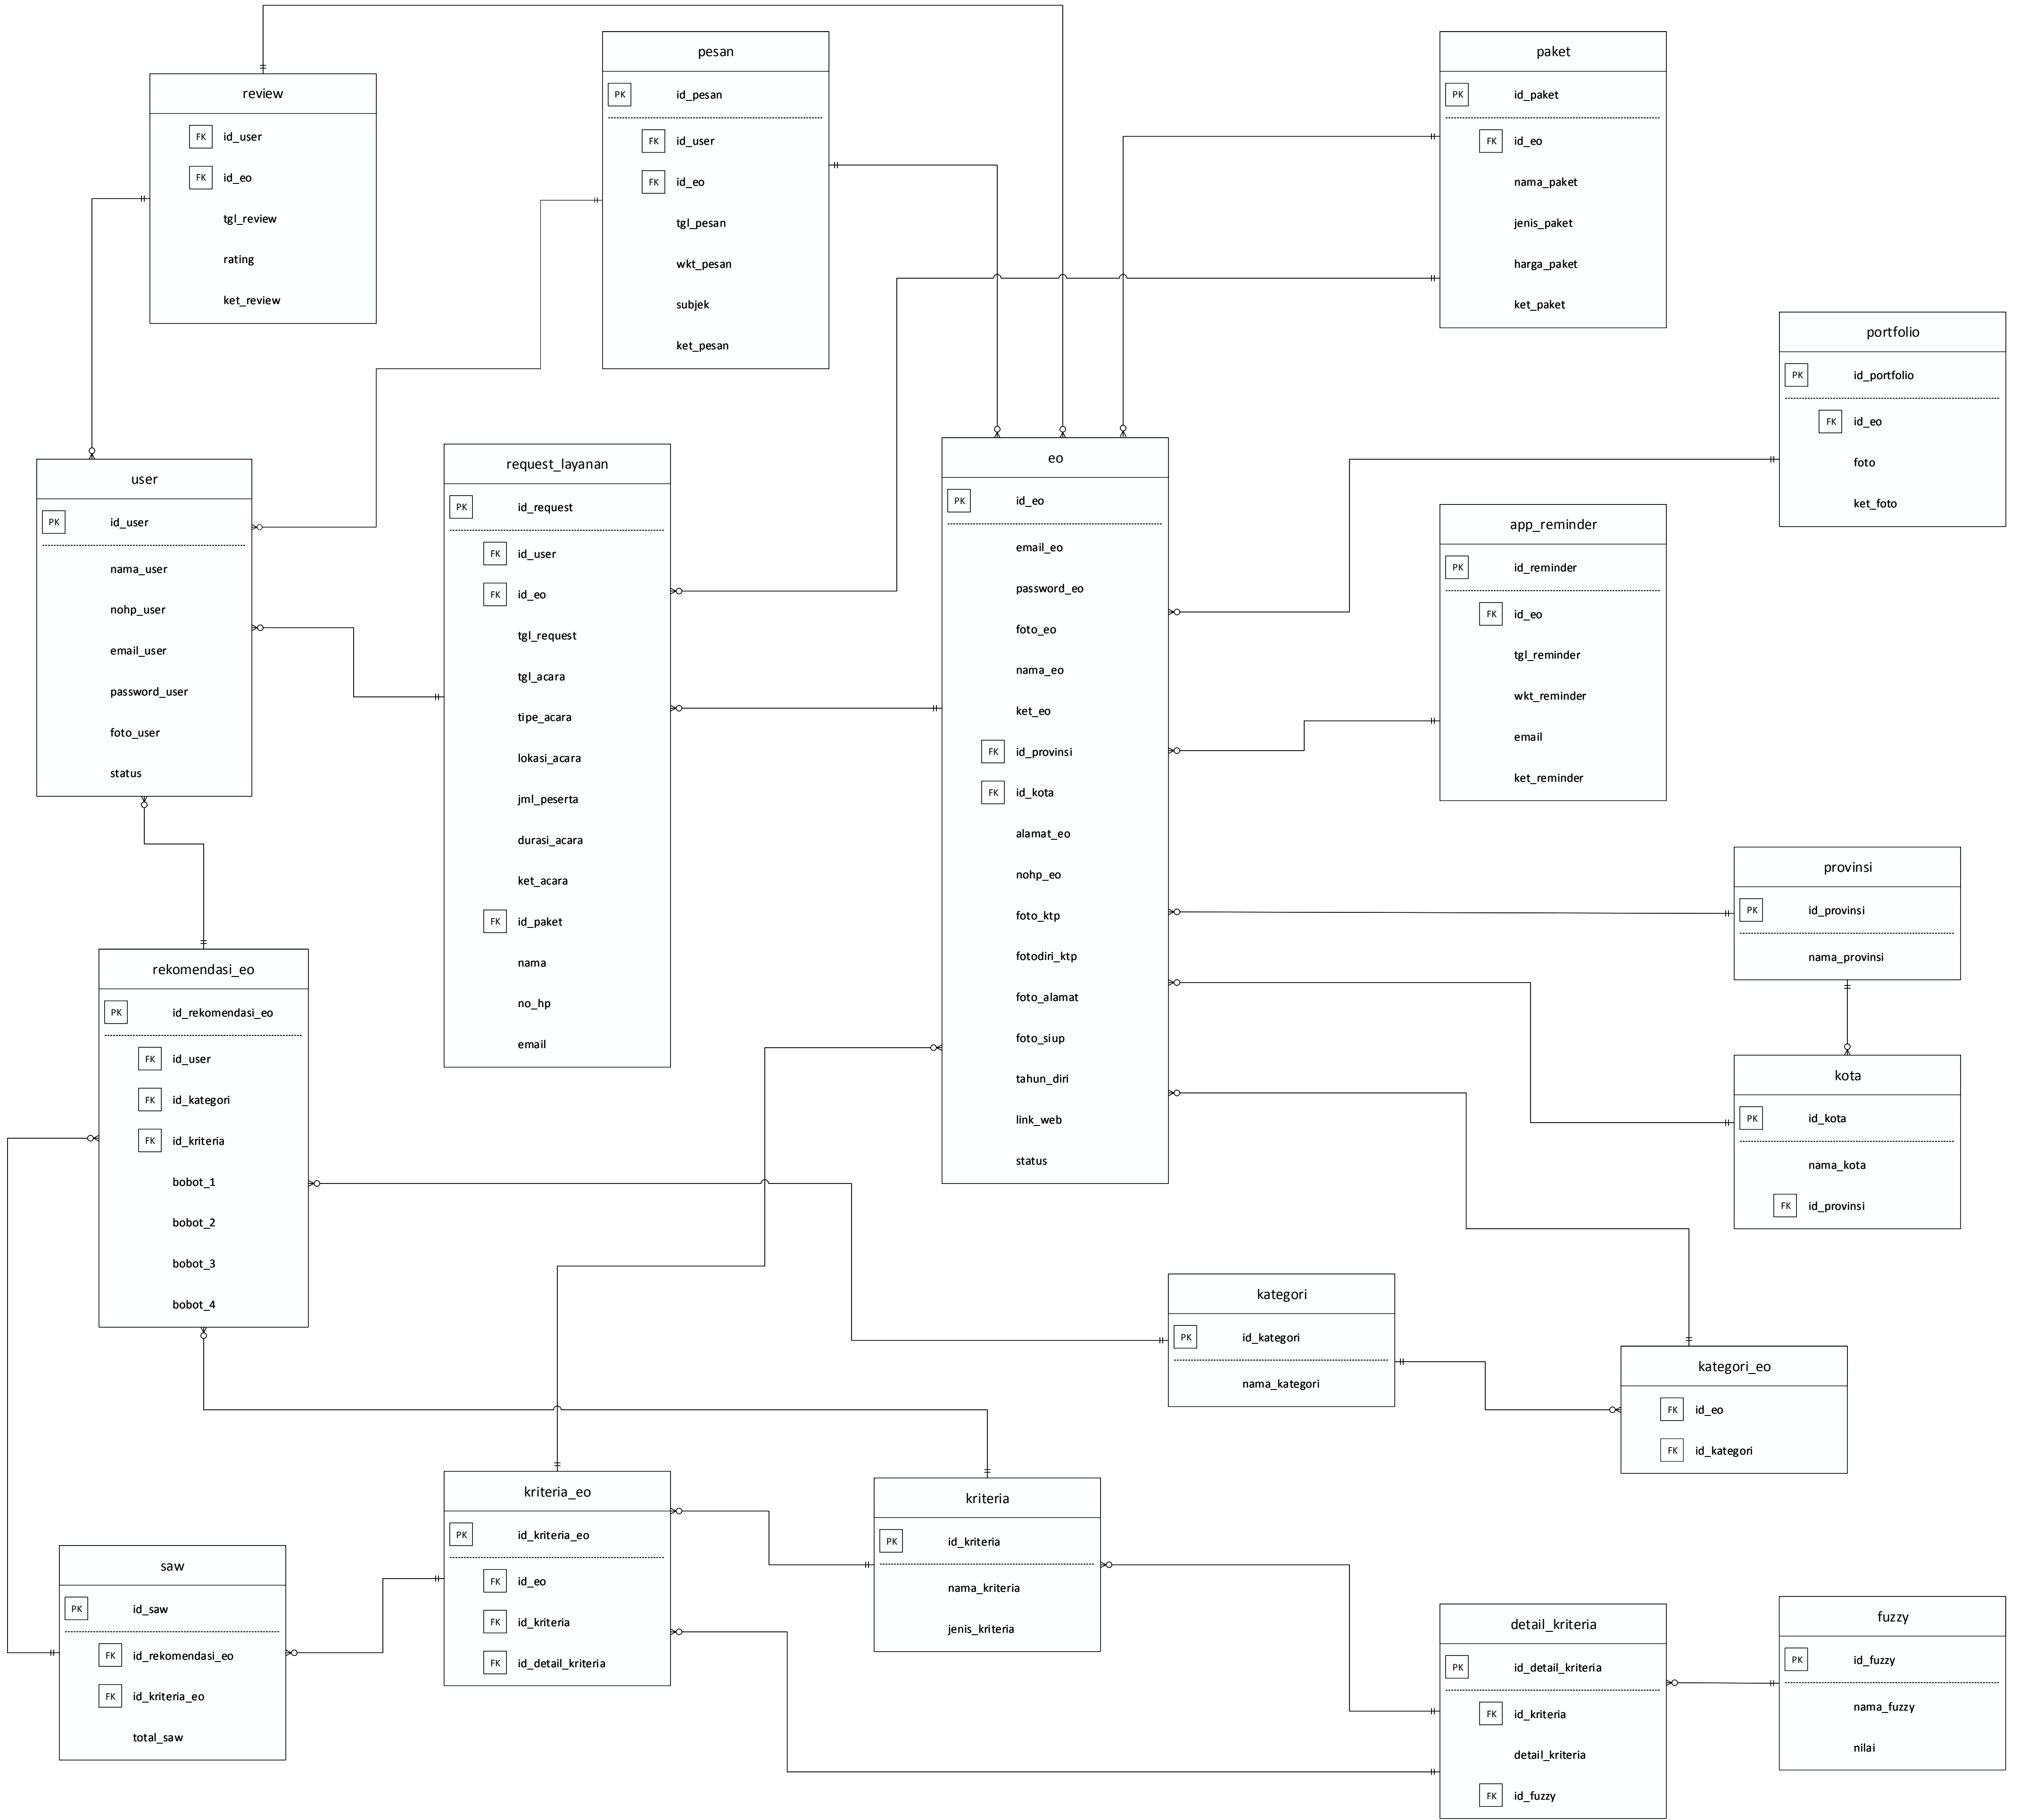 review
FK id_user
FK id_eo
tgl_review
rating
ket_review
pesan
PK id_pesan
FK id_user
FK id_eo
tgl_pesan
wkt_pesan
subjek
ket_pesan
paket
PK id_paket
FK id_eo
nama_paket
jenis_paket
harga_paket
ket_paket
portfolio
PK id_portfolio
FK id_eo
foto
ket_foto
user
PK id_user
nama_user
nohp_user
email_user
password_user
foto_user
status
request_layanan
PK id_request
FK id_user
FK id_eo
tgl_request
tgl_acara
tipe_acara
lokasi_acara
jml_peserta
durasi_acara
ket_acara
FK id_paket
nama
no_hp
email
eo
PK id_eo
email_eo
password_eo
foto_eo
nama_eo
ket_eo
FK id_provinsi
FK id_kota
alamat_eo
nohp_eo
foto_ktp
fotodiri_ktp
foto_alamat
foto_siup
tahun_diri
link_web
status
app_reminder
PK id_reminder
FK id_eo
tgl_reminder
wkt_reminder
email
ket_reminder
provinsi
PK id_provinsi
nama_provinsi
kota
PK id_kota
nama_kota
FK id_provinsi
rekomendasi_eo
PK id_rekomendasi_eo
FK id_user
FK id_kategori
FK id_kriteria
bobot_1
bobot_2
bobot_3
bobot_4
kategori
PK id_kategori
nama_kategori
kategori_eo
FK id_eo
FK id_kategori
saw
PK id_saw
FK id_rekomendasi_eo
FK id_kriteria_eo
total_saw
kriteria_eo
PK id_kriteria_eo
FK id_eo
FK id_kriteria
FK id_detail_kriteria
kriteria
PK id_kriteria
nama_kriteria
jenis_kriteria
detail_kriteria
PK id_detail_kriteria
FK id_kriteria
detail_kriteria
FK id_fuzzy
fuzzy
PK id_fuzzy
nama_fuzzy
nilai